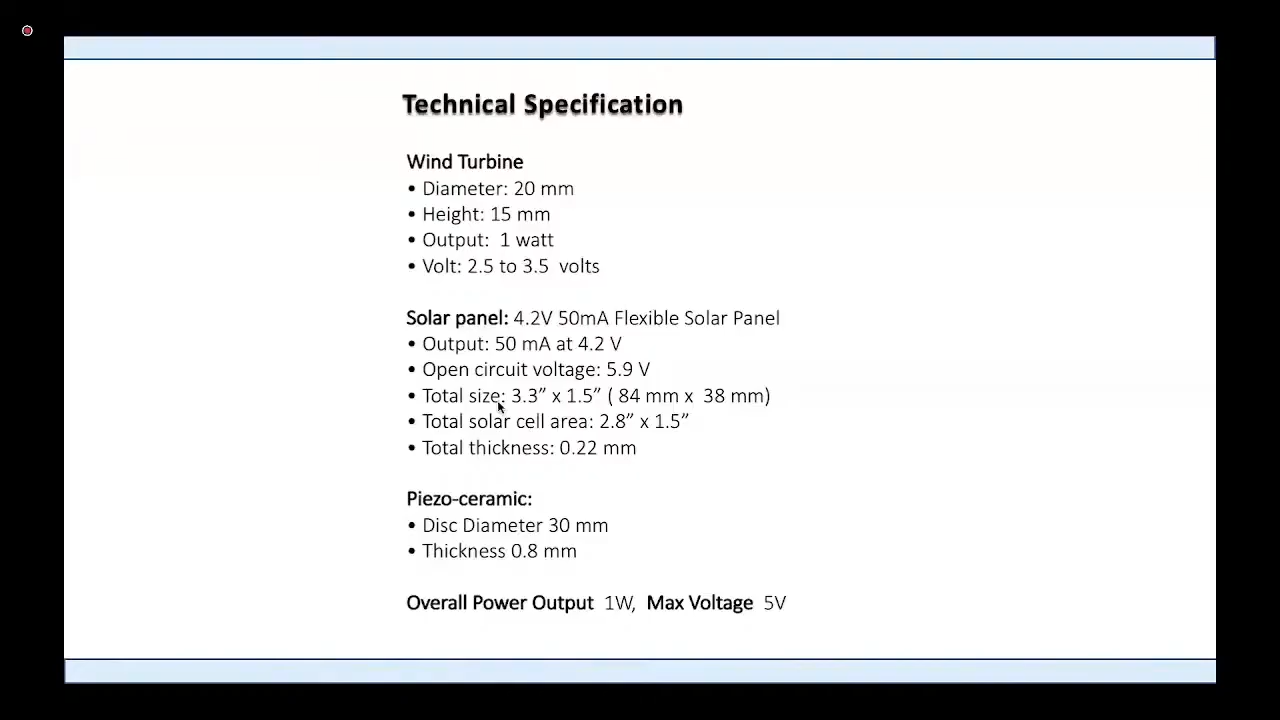 Technical Specification
Wind Turbine
• Diameter: 20 mm
• Height: 15 mm
• Output:  1 watt
• Volt: 2.5 to 3.5  volts
Solar panel: 4.2V 50mA Flexible Solar Panel
• Output: 50 mA at 4.2 V
• Open circuit voltage: 5.9 V
• Total size: 3.3” x 1.5” ( 84 mm x  38 mm)
• Total solar cell area: 2.8” x 1.5”
• Total thickness: 0.22 mm
Piezo-ceramic:
• Disc Diameter 30 mm
• Thickness 0.8 mm
Overall Power Output  1W,  Max Voltage  5V